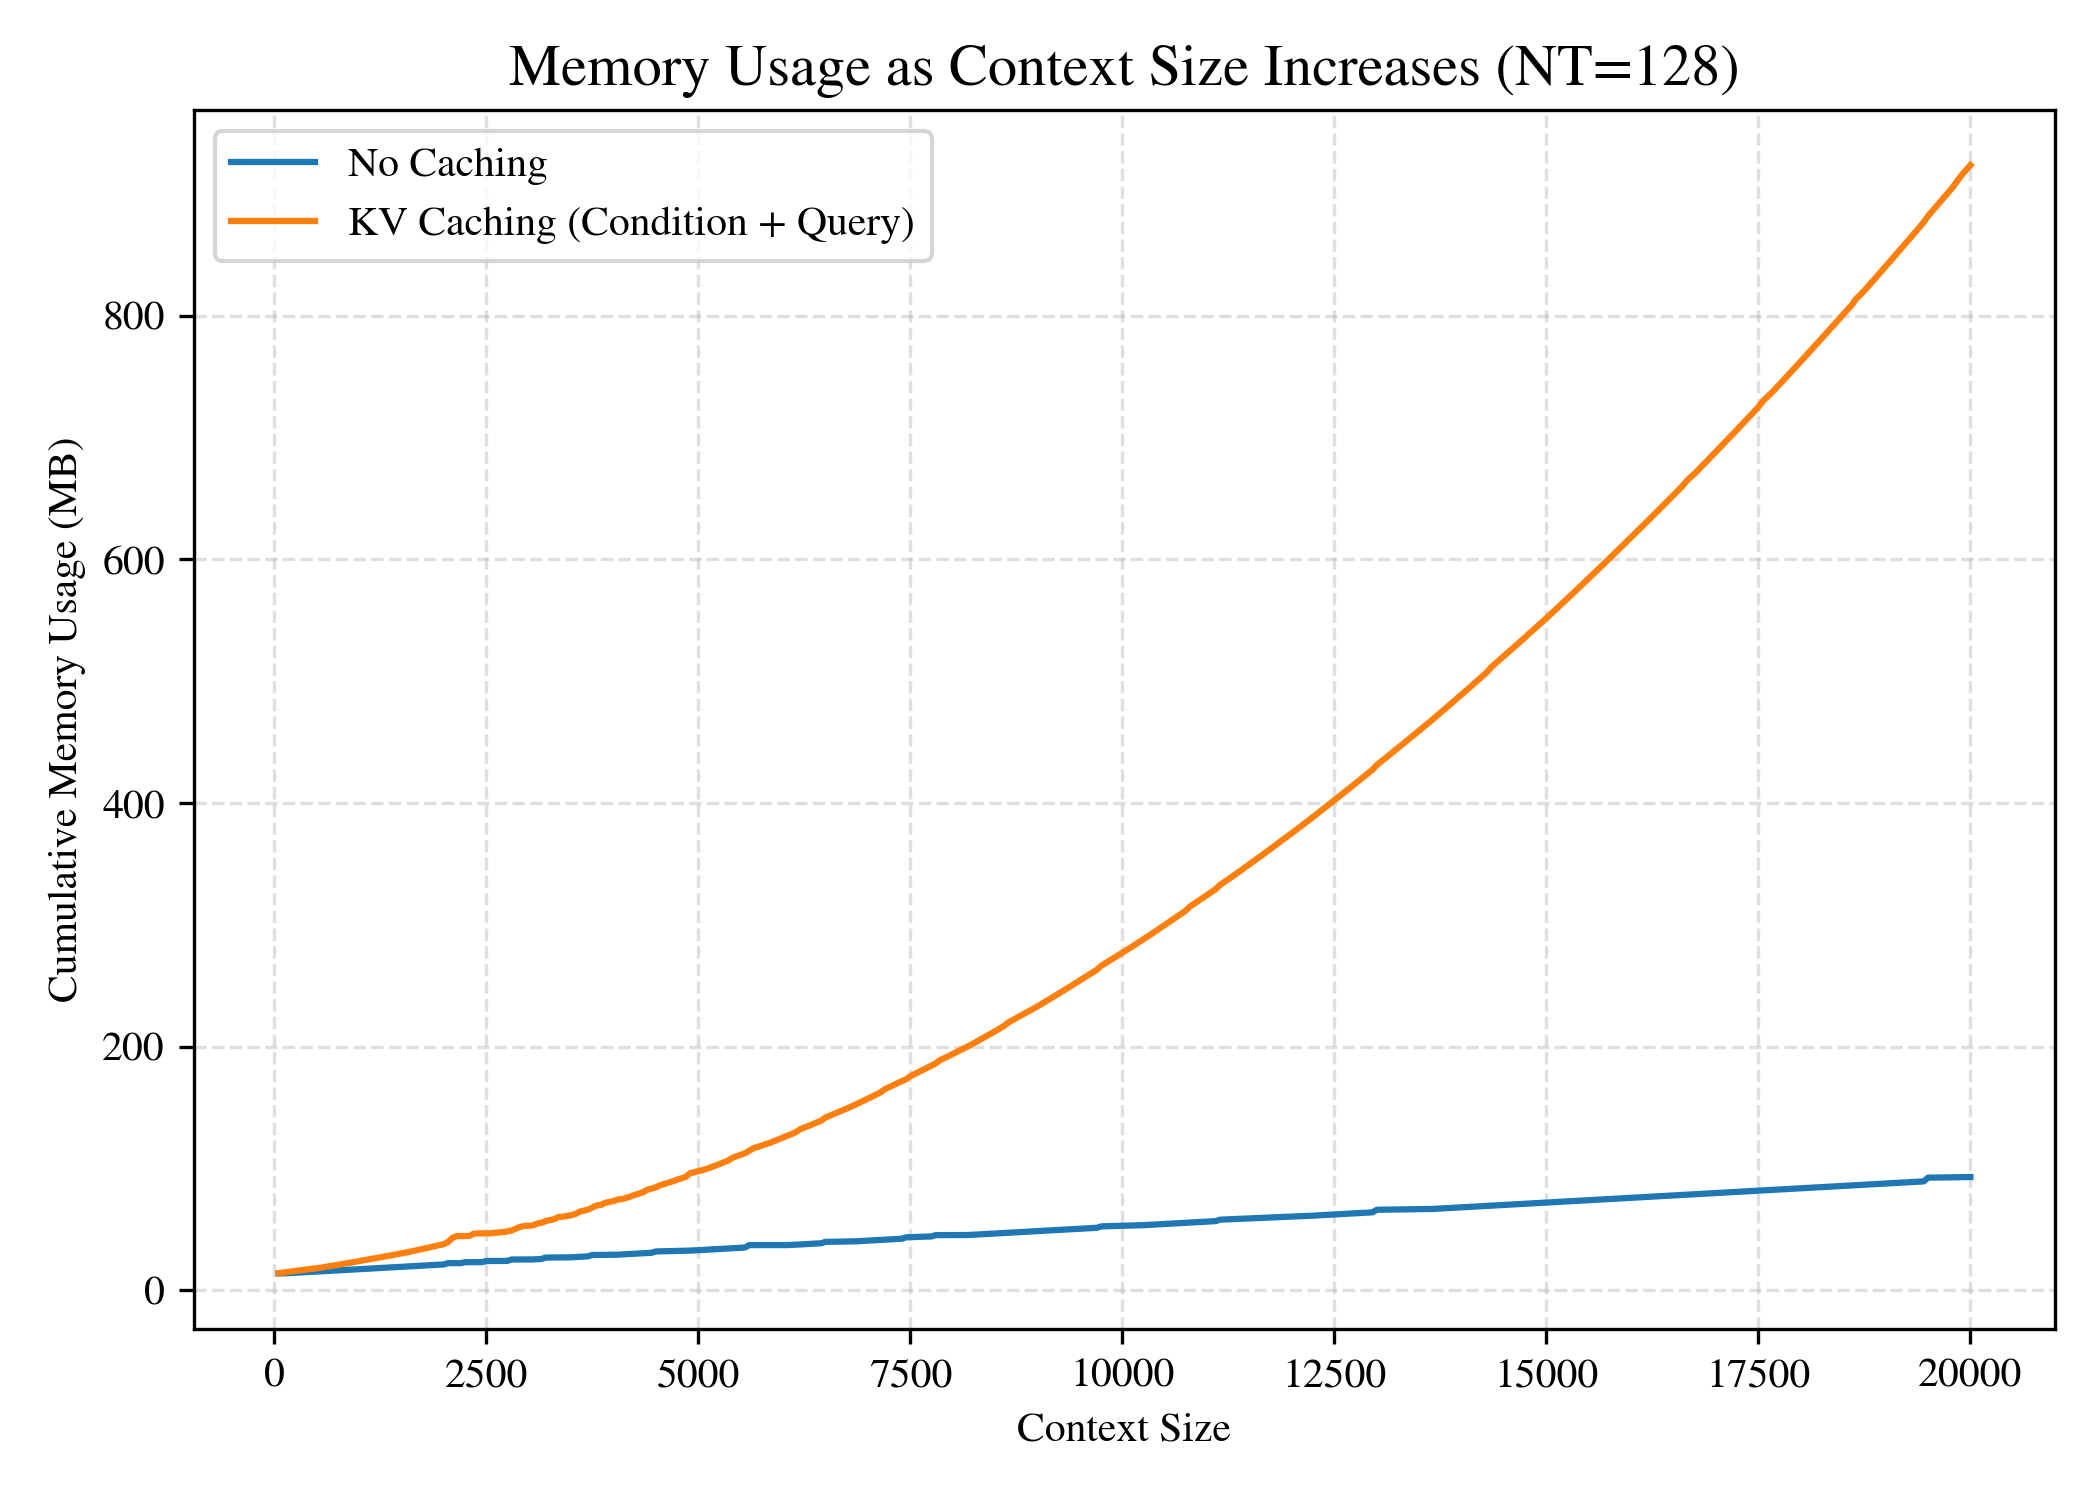 Memory Usage as Context Size Increases (NT=128)
No Caching
KV Caching (Condition + Query)
Cumulative Memory Usage (MB)
800
600
400
200
0
0 2500 5000 7500 10000 12500 15000 17500 20000
Context Size